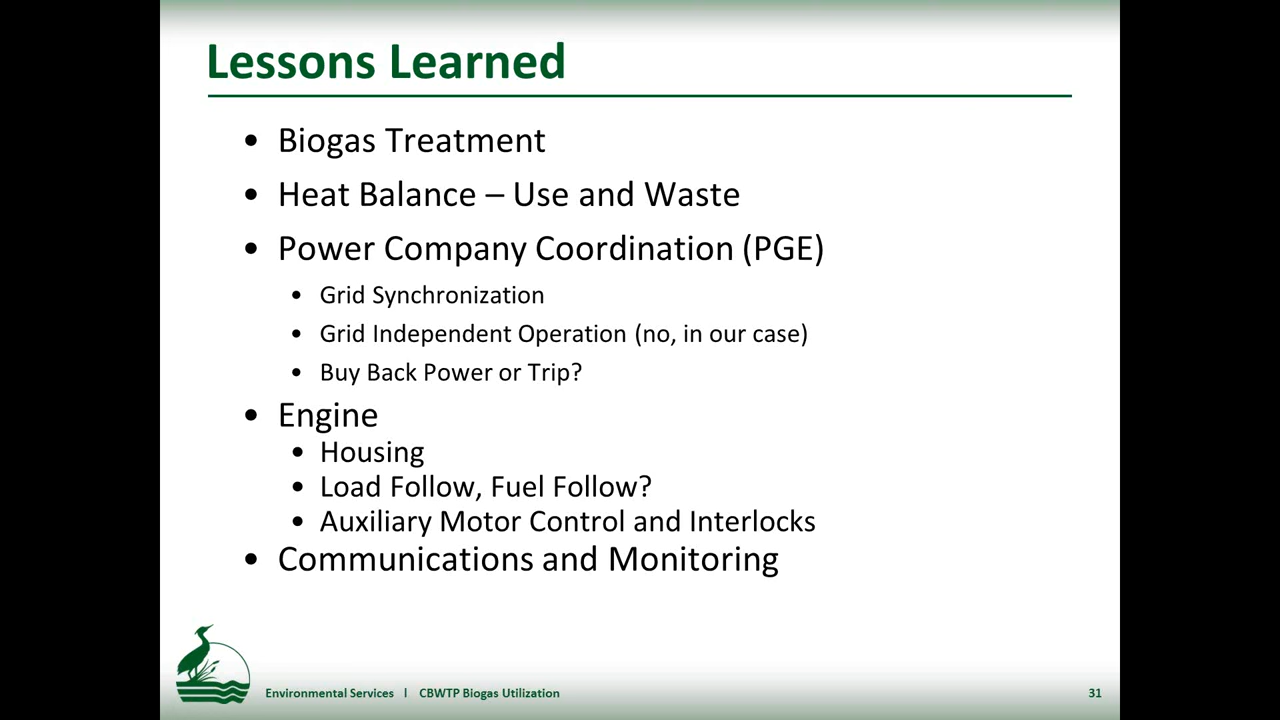 Lessons Learned
• Biogas Treatment
• Heat Balance – Use and Waste
• Power Company Coordination (PGE)
• Grid Synchronization
• Grid Independent Operation (no, in our case)
• Buy Back Power or Trip?
• Engine
• Housing
• Load Follow, Fuel Follow?
• Auxiliary Motor Control and Interlocks
• Communications and Monitoring
Environmental Services | CBWTP Biogas Utilization 31